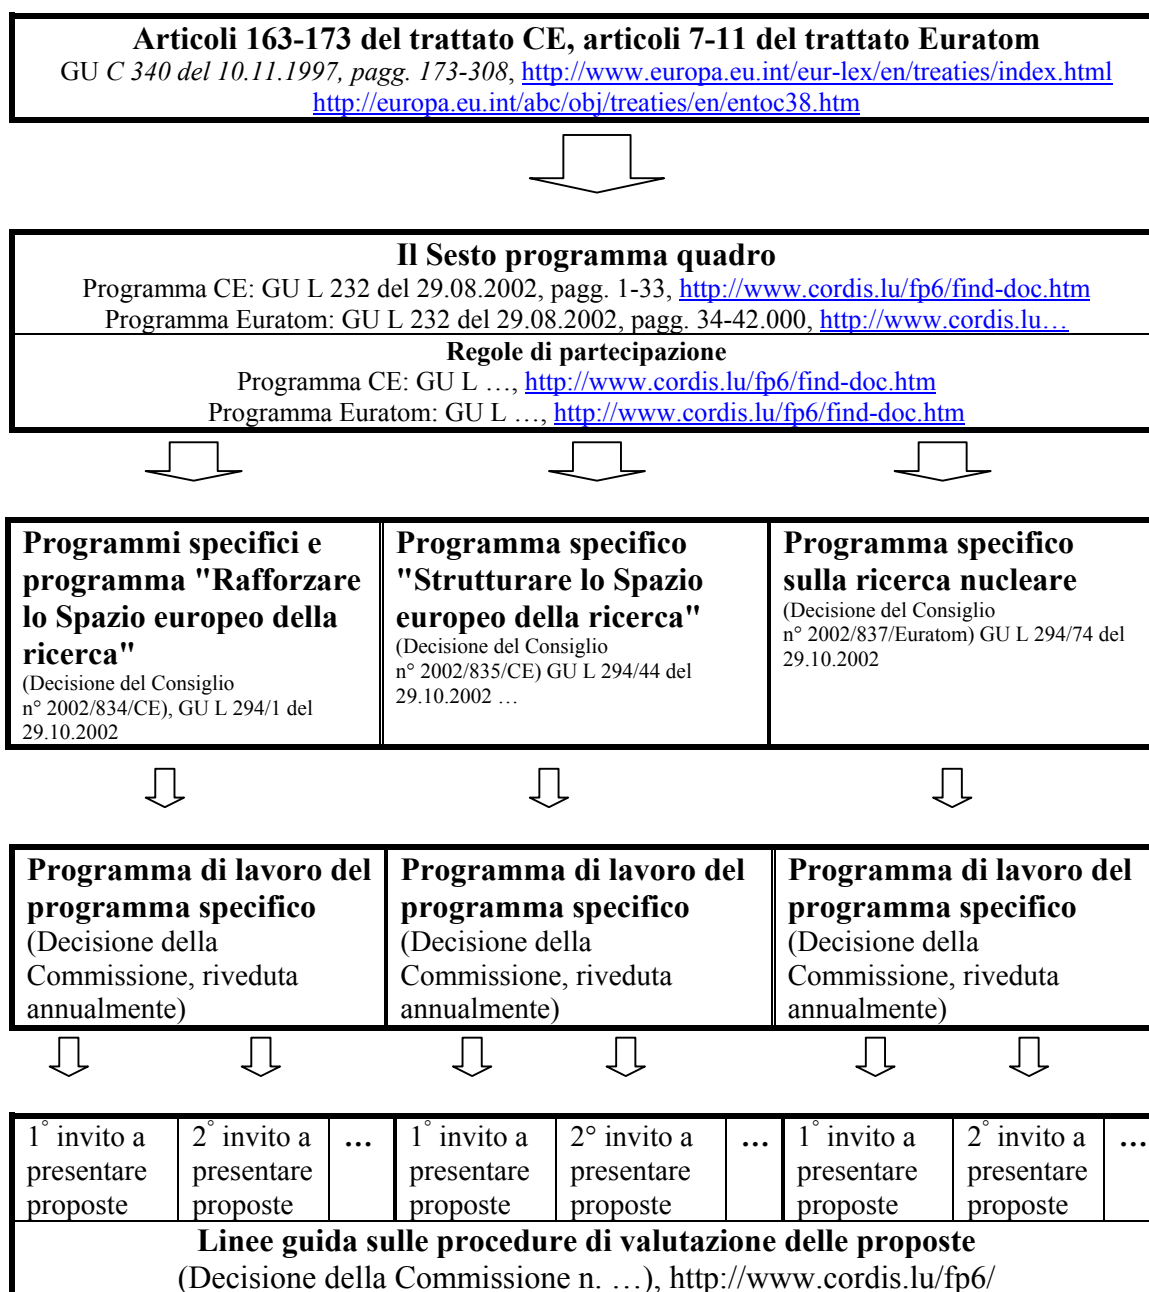 Articoli 163-173 del trattato CE, articoli 7-11 del trattato Euratom
GU C 340 del 10.11.1997, pagg. 173-308, http://www.europa.eu.int/eur-lex/en/treaties/index.html
http://europa.eu.int/abc/obj/treaties/en/entoc38.htm
Il Sesto programma quadro
Programma CE: GU L 232 del 29.08.2002, pagg. 1-33, http://www.cordis.lu/fp6/find-doc.htm
Programma Euratom: GU L 232 del 29.08.2002, pagg. 34-42.000, http://www.cordis.lu…
Regole di partecipazione
Programma CE: GU L …, http://www.cordis.lu/fp6/find-doc.htm
Programma Euratom: GU L …, http://www.cordis.lu/fp6/find-doc.htm
Programmi specifici e
programma "Rafforzare
lo Spazio europeo della
ricerca"
(Decisione del Consiglio
n° 2002/834/CE), GU L 294/1 del
29.10.2002
Programma specifico
"Strutturare lo Spazio
europeo della ricerca"
(Decisione del Consiglio
n° 2002/835/CE) GU L 294/44 del
29.10.2002 …
Programma specifico
sulla ricerca nucleare
(Decisione del Consiglio
n° 2002/837/Euratom) GU L 294/74 del
29.10.2002
Programma di lavoro del
programma specifico
(Decisione della
Commissione, riveduta
annualmente)
Programma di lavoro del
programma specifico
(Decisione della
Commissione, riveduta
annualmente)
Programma di lavoro del
programma specifico
(Decisione della
Commissione, riveduta
annualmente)
1° invito a
presentare
proposte
2° invito a
presentare
proposte
…
1° invito a
presentare
proposte
2° invito a
presentare
proposte
…
1° invito a
presentare
proposte
2° invito a
presentare
proposte
…
Linee guida sulle procedure di valutazione delle proposte
(Decisione della Commissione n. …), http://www.cordis.lu/fp6/